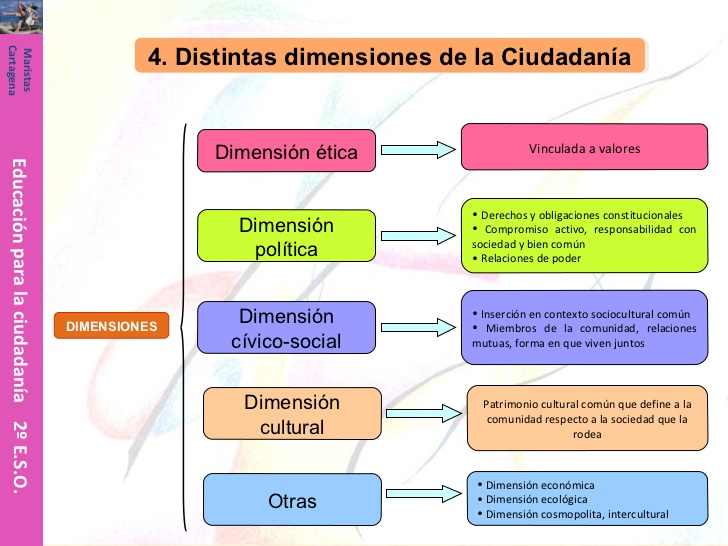 4. Distintas dimensiones de la Ciudadanía
Maristas
Cartagena
Educación para la ciudadanía 2º E.S.O.
DIMENSIONES
Dimensión ética
Vinculada a valores
Dimensión
política
• Derechos y obligaciones constitucionales
• Compromiso activo, responsabilidad con
sociedad y bien común
• Relaciones de poder
Dimensión
cívico-social
• Inserción en contexto sociocultural común
• Miembros de la comunidad, relaciones
mutuas, forma en que viven juntos
Dimensión
cultural
Patrimonio cultural común que define a la
comunidad respecto a la sociedad que la
rodea
Otras
• Dimensión económica
• Dimensión ecológica
• Dimensión cosmopolita, intercultural